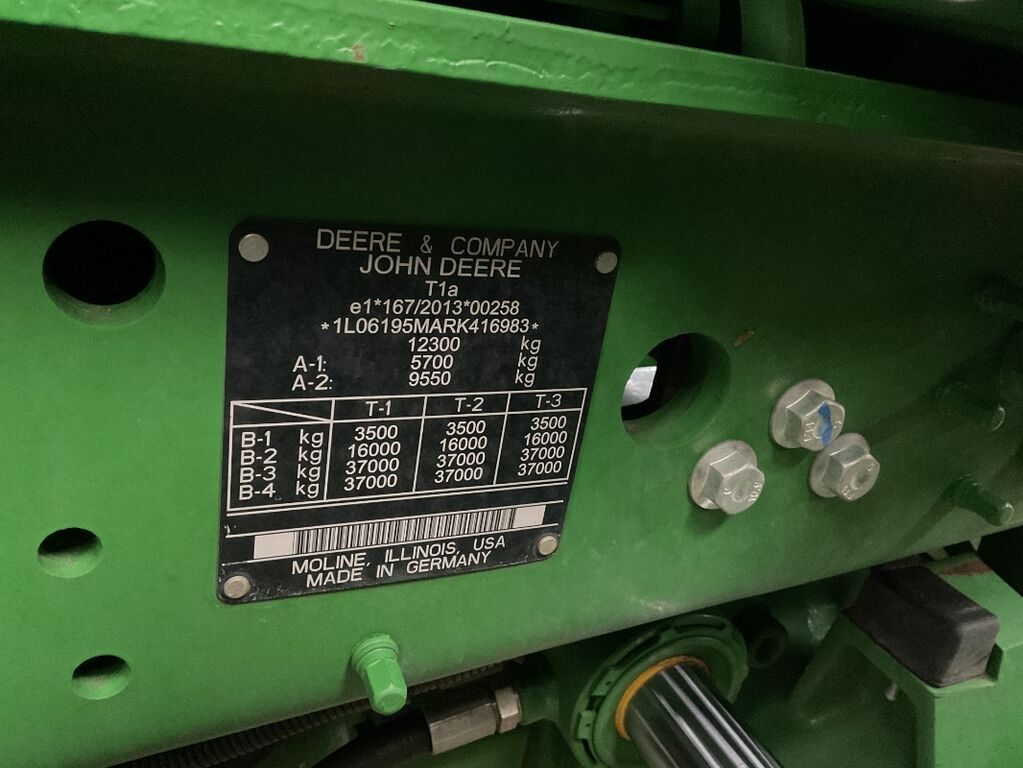 DEERE & COMPANY
JOHN DEERE
T1a
e1*167/2013*00258
*1L06195MARK416983*
12300 kg
A-1: 5700 kg
A-2: 9550 kg
T-1 T-2 T-3
B-1 kg 3500 3500 3500
B-2 kg 16000 16000 16000
B-3 kg 37000 37000 37000
B-4 kg 37000 37000 37000
MOLINE, ILLINOIS, USA
MADE IN GERMANY